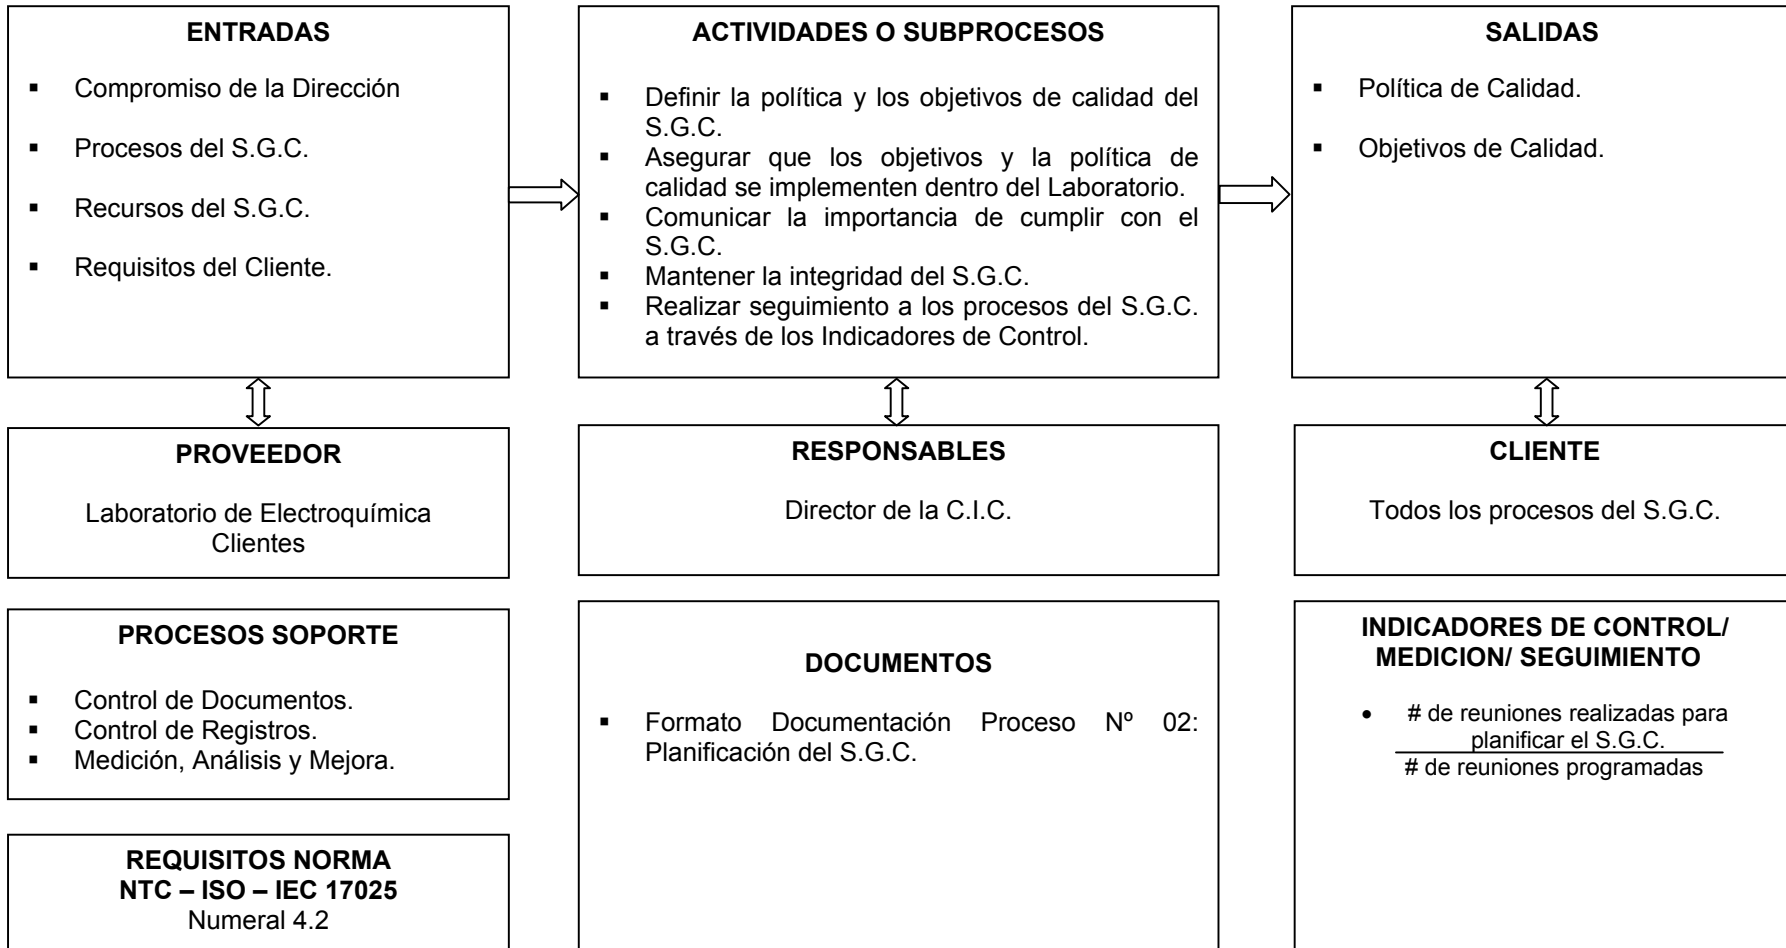 ENTRADAS
▪ Compromiso de la Dirección
▪ Procesos del S.G.C.
▪ Recursos del S.G.C.
▪ Requisitos del Cliente.
ACTIVIDADES O SUBPROCESOS
▪ Definir la política y los objetivos de calidad del
S.G.C.
▪ Asegurar que los objetivos y la política de
calidad se implementen dentro del Laboratorio.
▪ Comunicar la importancia de cumplir con el
S.G.C.
▪ Mantener la integridad del S.G.C.
▪ Realizar seguimiento a los procesos del S.G.C.
a través de los Indicadores de Control.
SALIDAS
▪ Política de Calidad.
▪ Objetivos de Calidad.
PROVEEDOR
Laboratorio de Electroquímica
Clientes
RESPONSABLES
Director de la C.I.C.
CLIENTE
Todos los procesos del S.G.C.
PROCESOS SOPORTE
▪ Control de Documentos.
▪ Control de Registros.
▪ Medición, Análisis y Mejora.
DOCUMENTOS
▪ Formato Documentación Proceso Nº 02:
Planificación del S.G.C.
INDICADORES DE CONTROL/
MEDICION/ SEGUIMIENTO
• # de reuniones realizadas para
planificar el S.G.C.
# de reuniones programadas
REQUISITOS NORMA
NTC – ISO – IEC 17025
Numeral 4.2